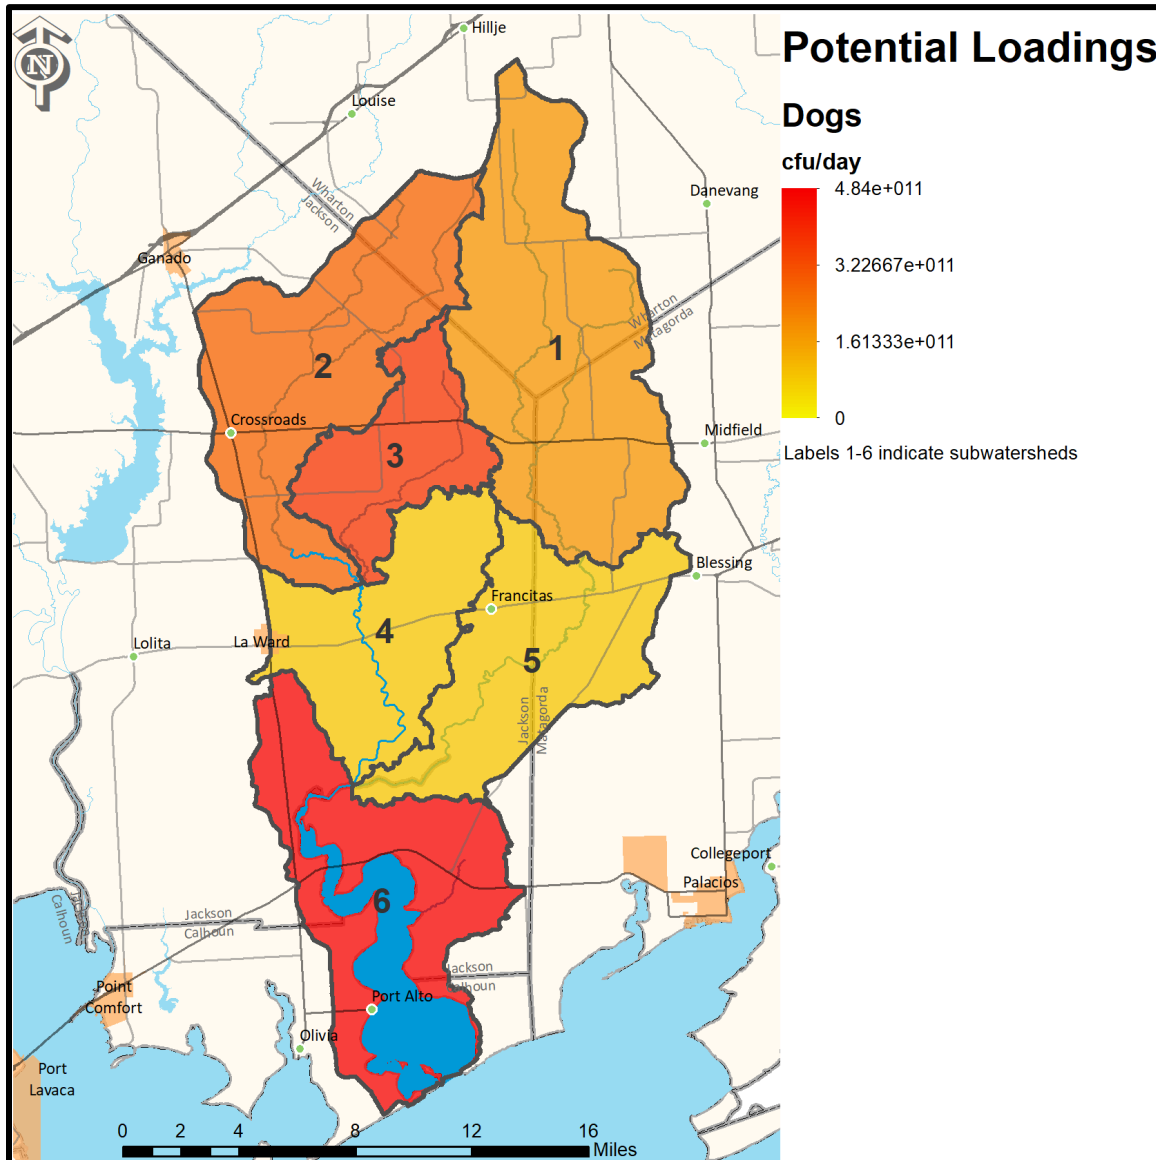 Potential Loadings
Dogs
cfu/day
4.84e+011
3.22667e+011
1.61333e+011
0
Labels 1-6 indicate subwatersheds
N
Hillje
Louise
Danevang
Wharton
Jackson
Ganado
Wharton
Matagorda
1
2
Crossroads
Midfield
3
Blessing
Francitas
4
La Ward
Lolita
5
Jackson
Matagorda
Collegeport
Palacios
6
Jackson
Calhoun
Jackson
Calhoun
Jackson
Calhoun
Point
Comfort
Port Alto
Olivia
Port
Lavaca
0 2 4 8 12 16
Miles